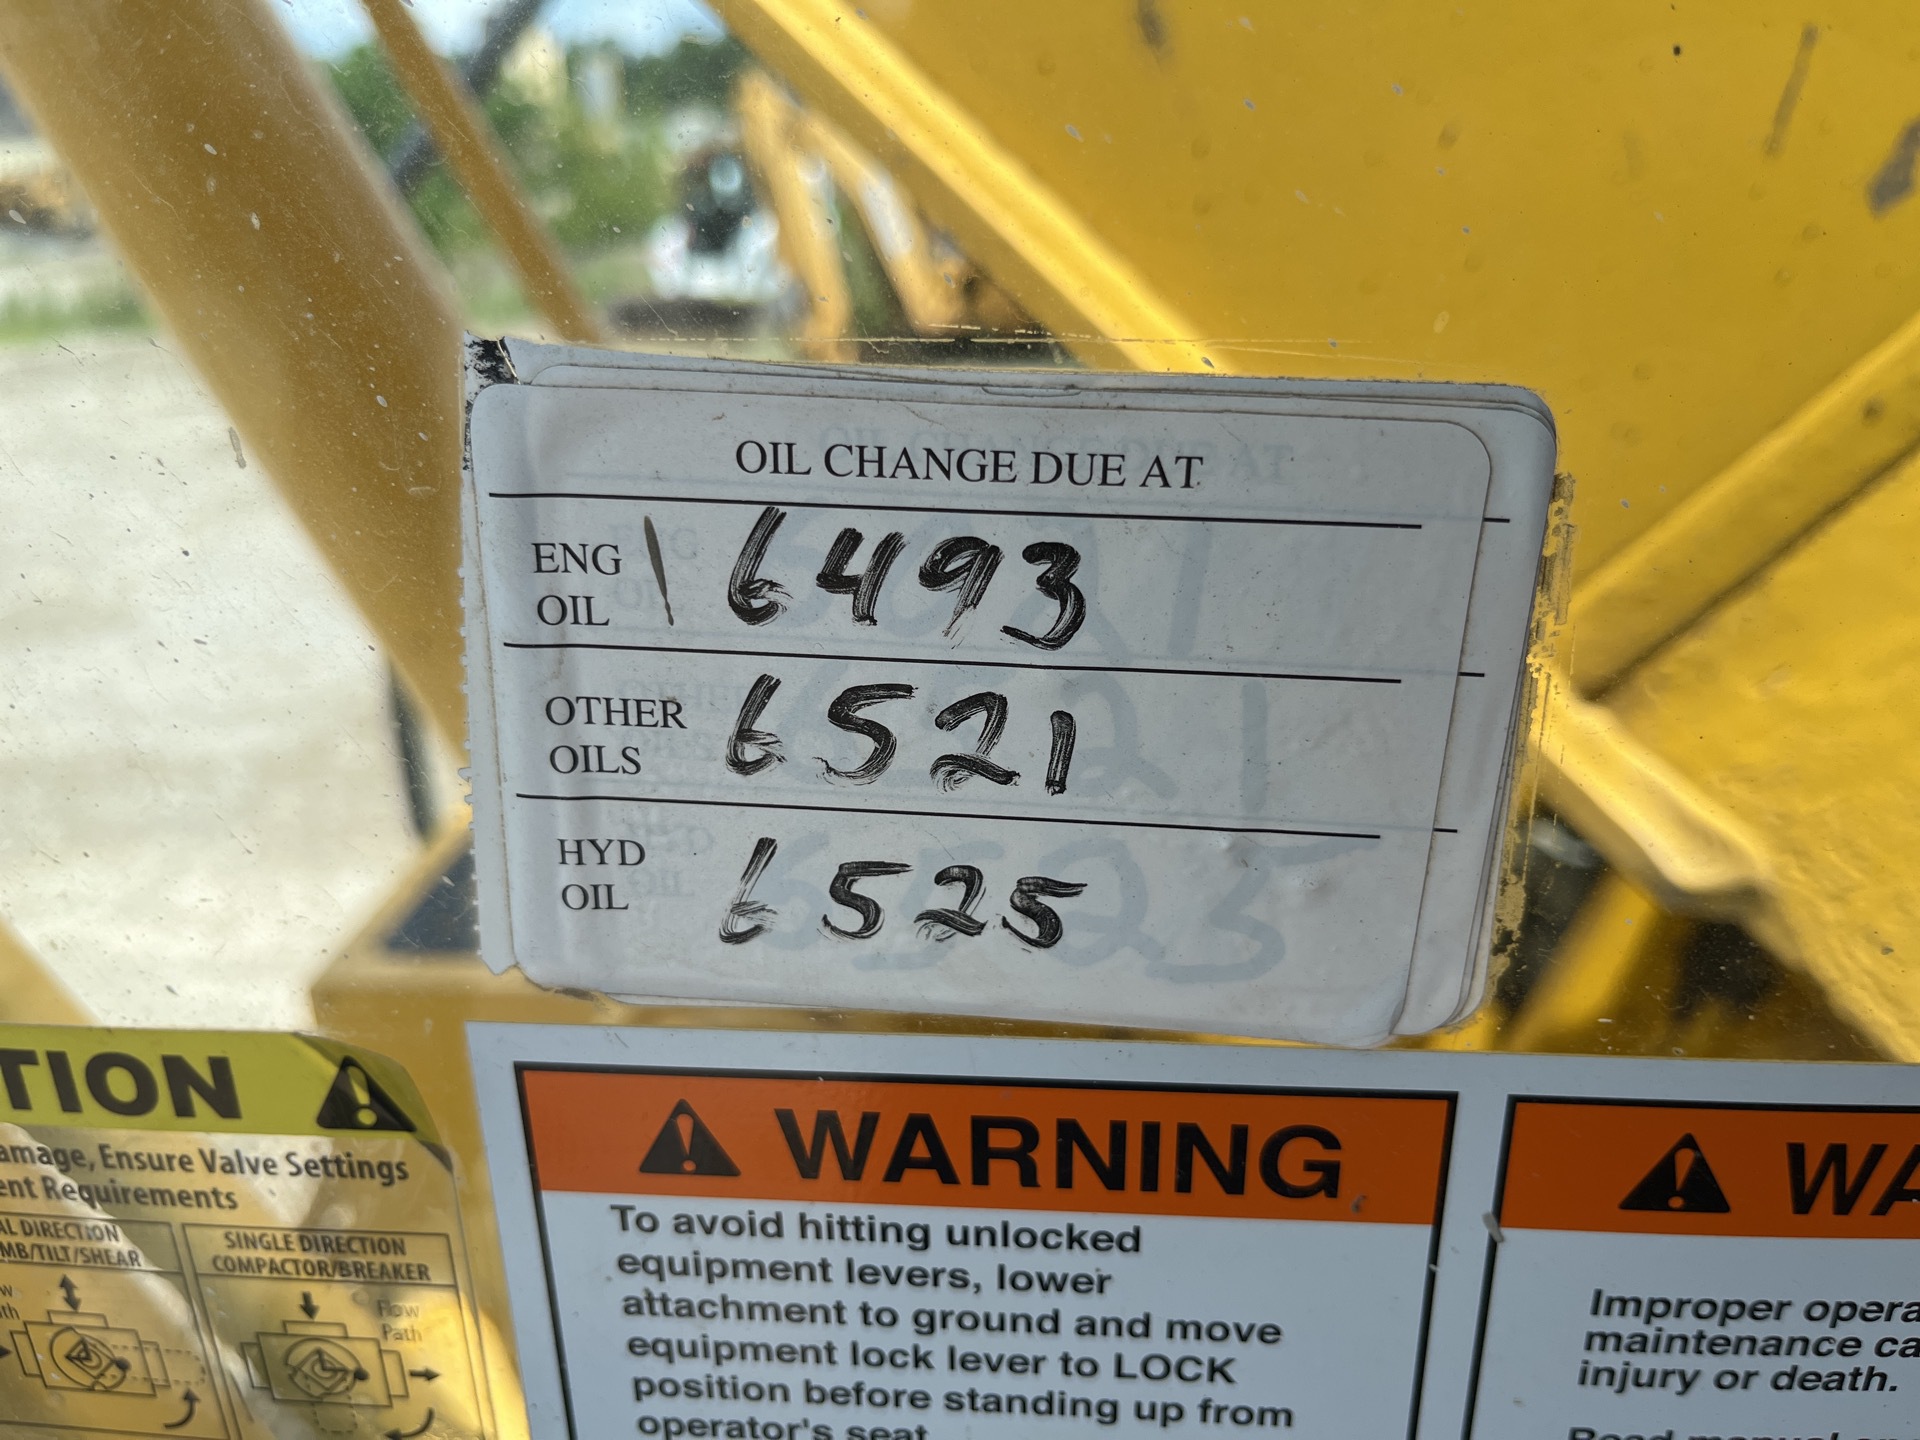 OIL CHANGE DUE AT
ENG OIL 6493
OTHER OILS 6521
HYD OIL 6525
TION
amage, Ensure Valve Settings
ent Requirements
AL DIRECTION
MB/TILT/SHEAR
SINGLE DIRECTION
COMPACTOR/BREAKER
Flow
Path
WARNING
To avoid hitting unlocked
equipment levers, lower
attachment to ground and move
equipment lock lever to LOCK
position before standing up from
operator's seat
WA
Improper opera
maintenance ca
injury or death.
Read manual